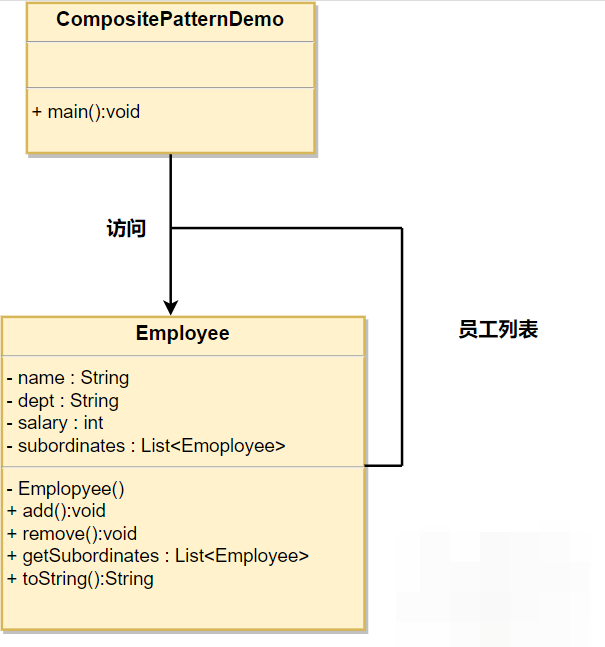 CompositePatternDemo
+ main():void
访问
员工列表
Employee
- name : String
- dept : String
- salary : int
- subordinates : List<Emoployee>
- Emplopyee()
+ add():void
+ remove():void
+ getSubordinates : List<Employee>
+ toString():String